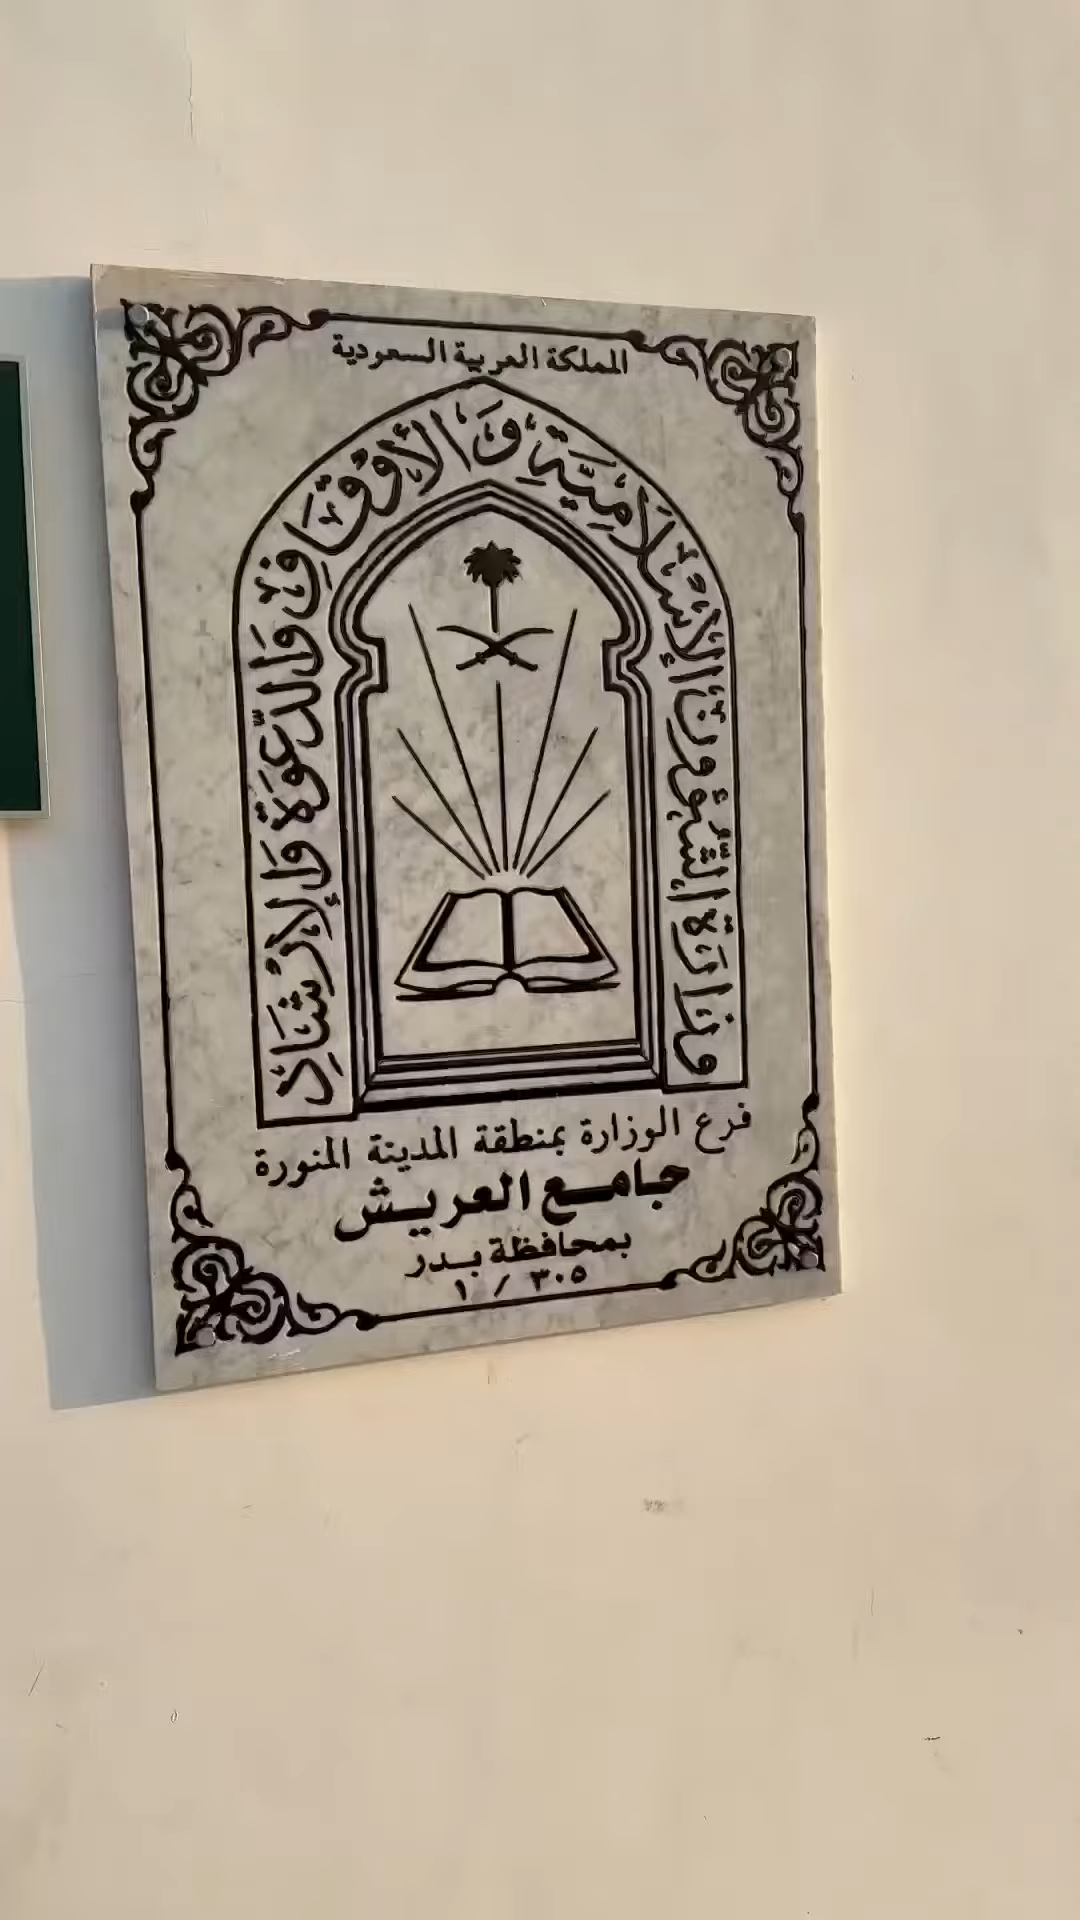 المملكة العربية السعودية
وزارة الشؤون الإسلامية والأوقاف والدعوة والإرشاد
فرع الوزارة بمنطقة المدينة المنورة
جامع العريش
بمحافظة بدر
٣٠٥ / ١